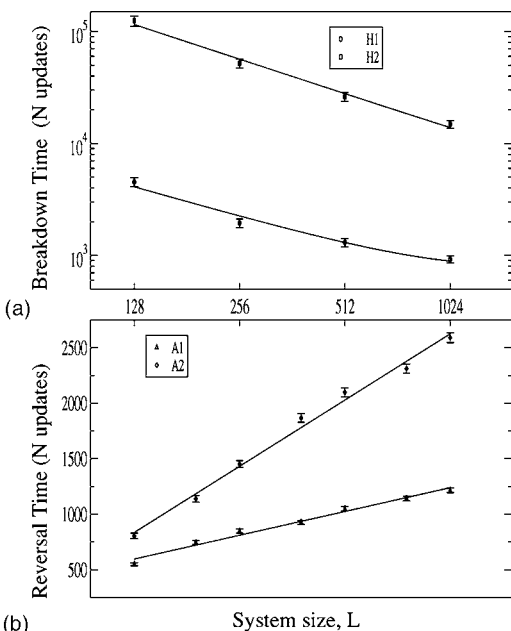 10^5
10^4
10^3
Breakdown Time (N updates)
H1
H2
128 256 512 1024
(a)
2500
2000
1500
1000
500
Reversal Time (N updates)
A1
A2
(b)
System size, L